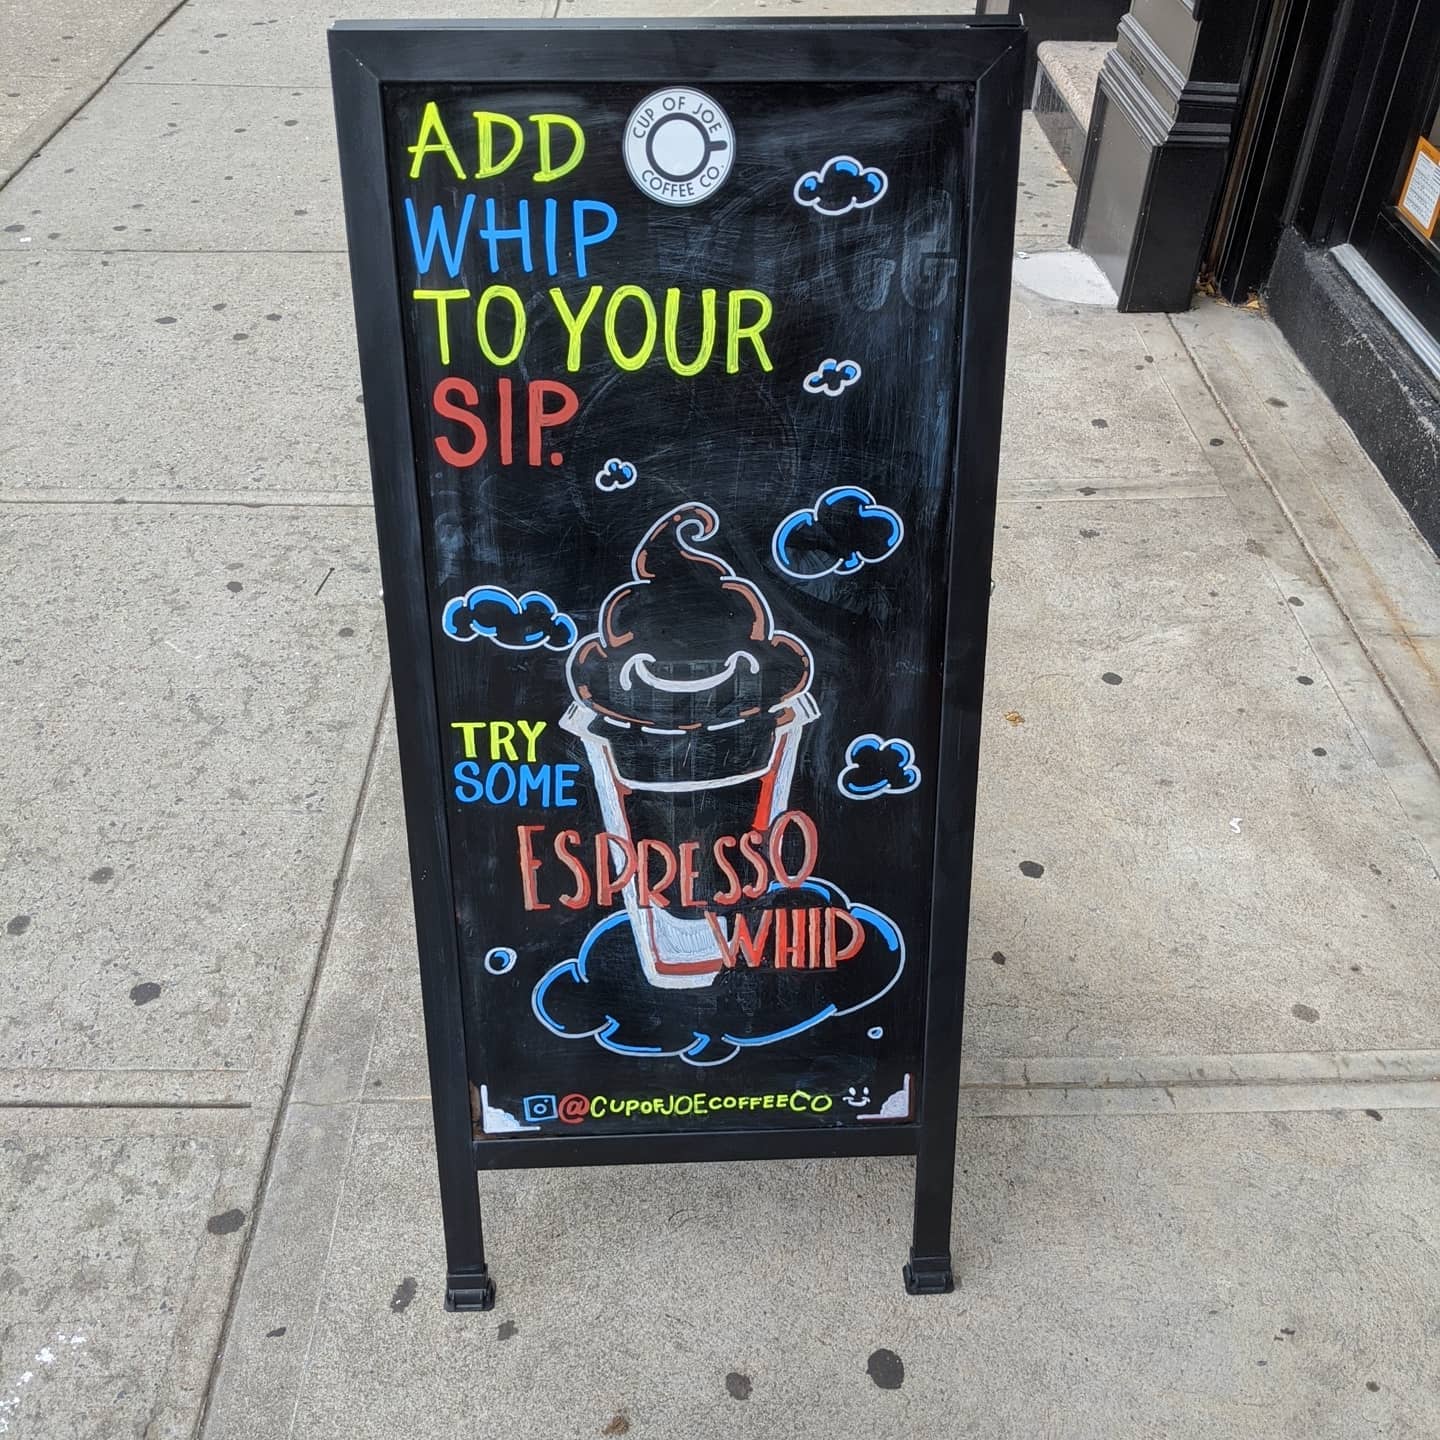 ADD
WHIP
TO YOUR
SIP.
CUP OF JOE
COFFEE CO.
TRY
SOME
ESPRESSO
WHIP
@CUPOFJOECOFFEECO